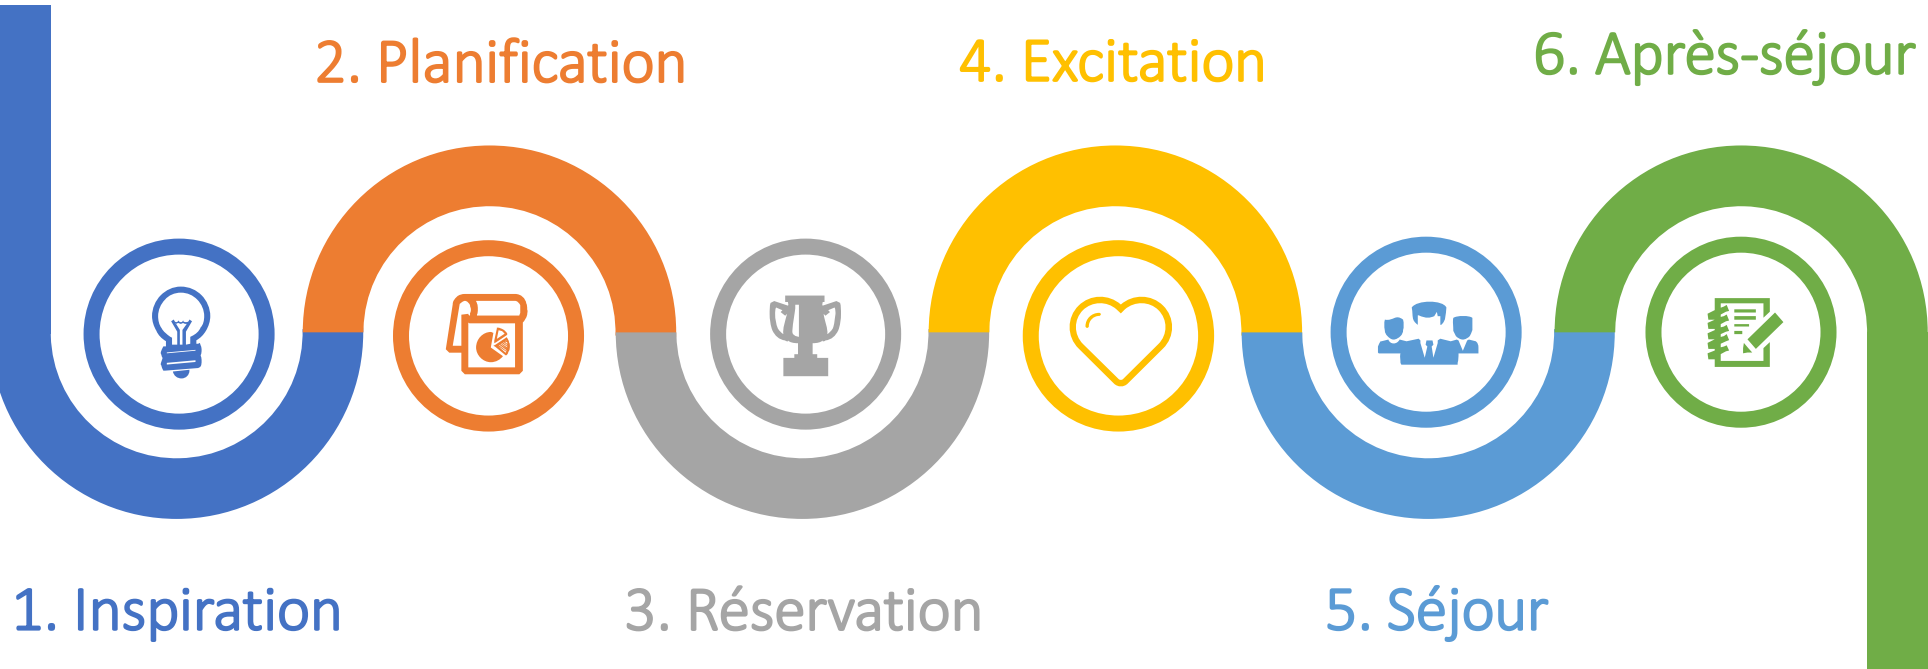 1. Inspiration
2. Planification
3. Réservation
4. Excitation
5. Séjour
6. Après-séjour